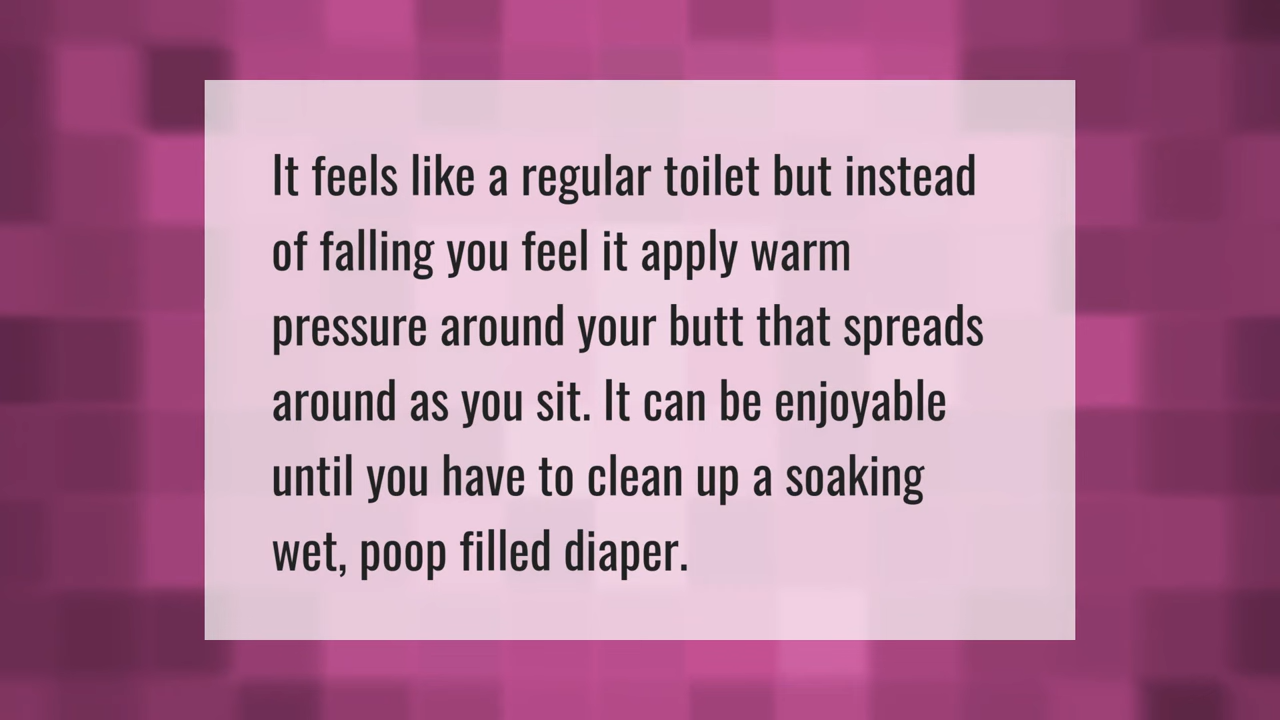 It feels like a regular toilet but instead
of falling you feel it apply warm
pressure around your butt that spreads
around as you sit. It can be enjoyable
until you have to clean up a soaking
wet, poop filled diaper.